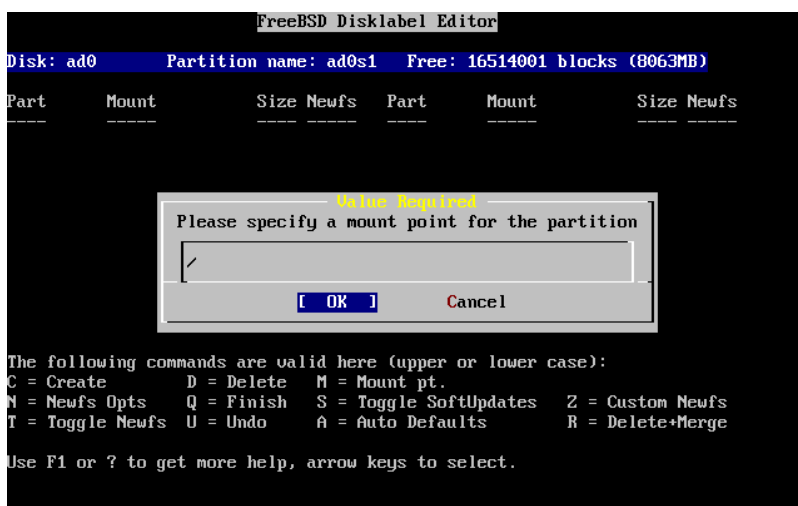 FreeBSD Disklabel Editor
Disk: ad0 Partition name: ad0s1 Free: 16514001 blocks (8063MB)
Part Mount Size Newfs Part Mount Size Newfs
---- ----- ---- ----- ---- ----- ---- -----
Value Required
Please specify a mount point for the partition
/
[ OK ] Cancel
The following commands are valid here (upper or lower case):
C = Create D = Delete M = Mount pt.
N = Newfs Opts Q = Finish S = Toggle SoftUpdates Z = Custom Newfs
T = Toggle Newfs U = Undo A = Auto Defaults R = Delete+Merge
Use F1 or ? to get more help, arrow keys to select.